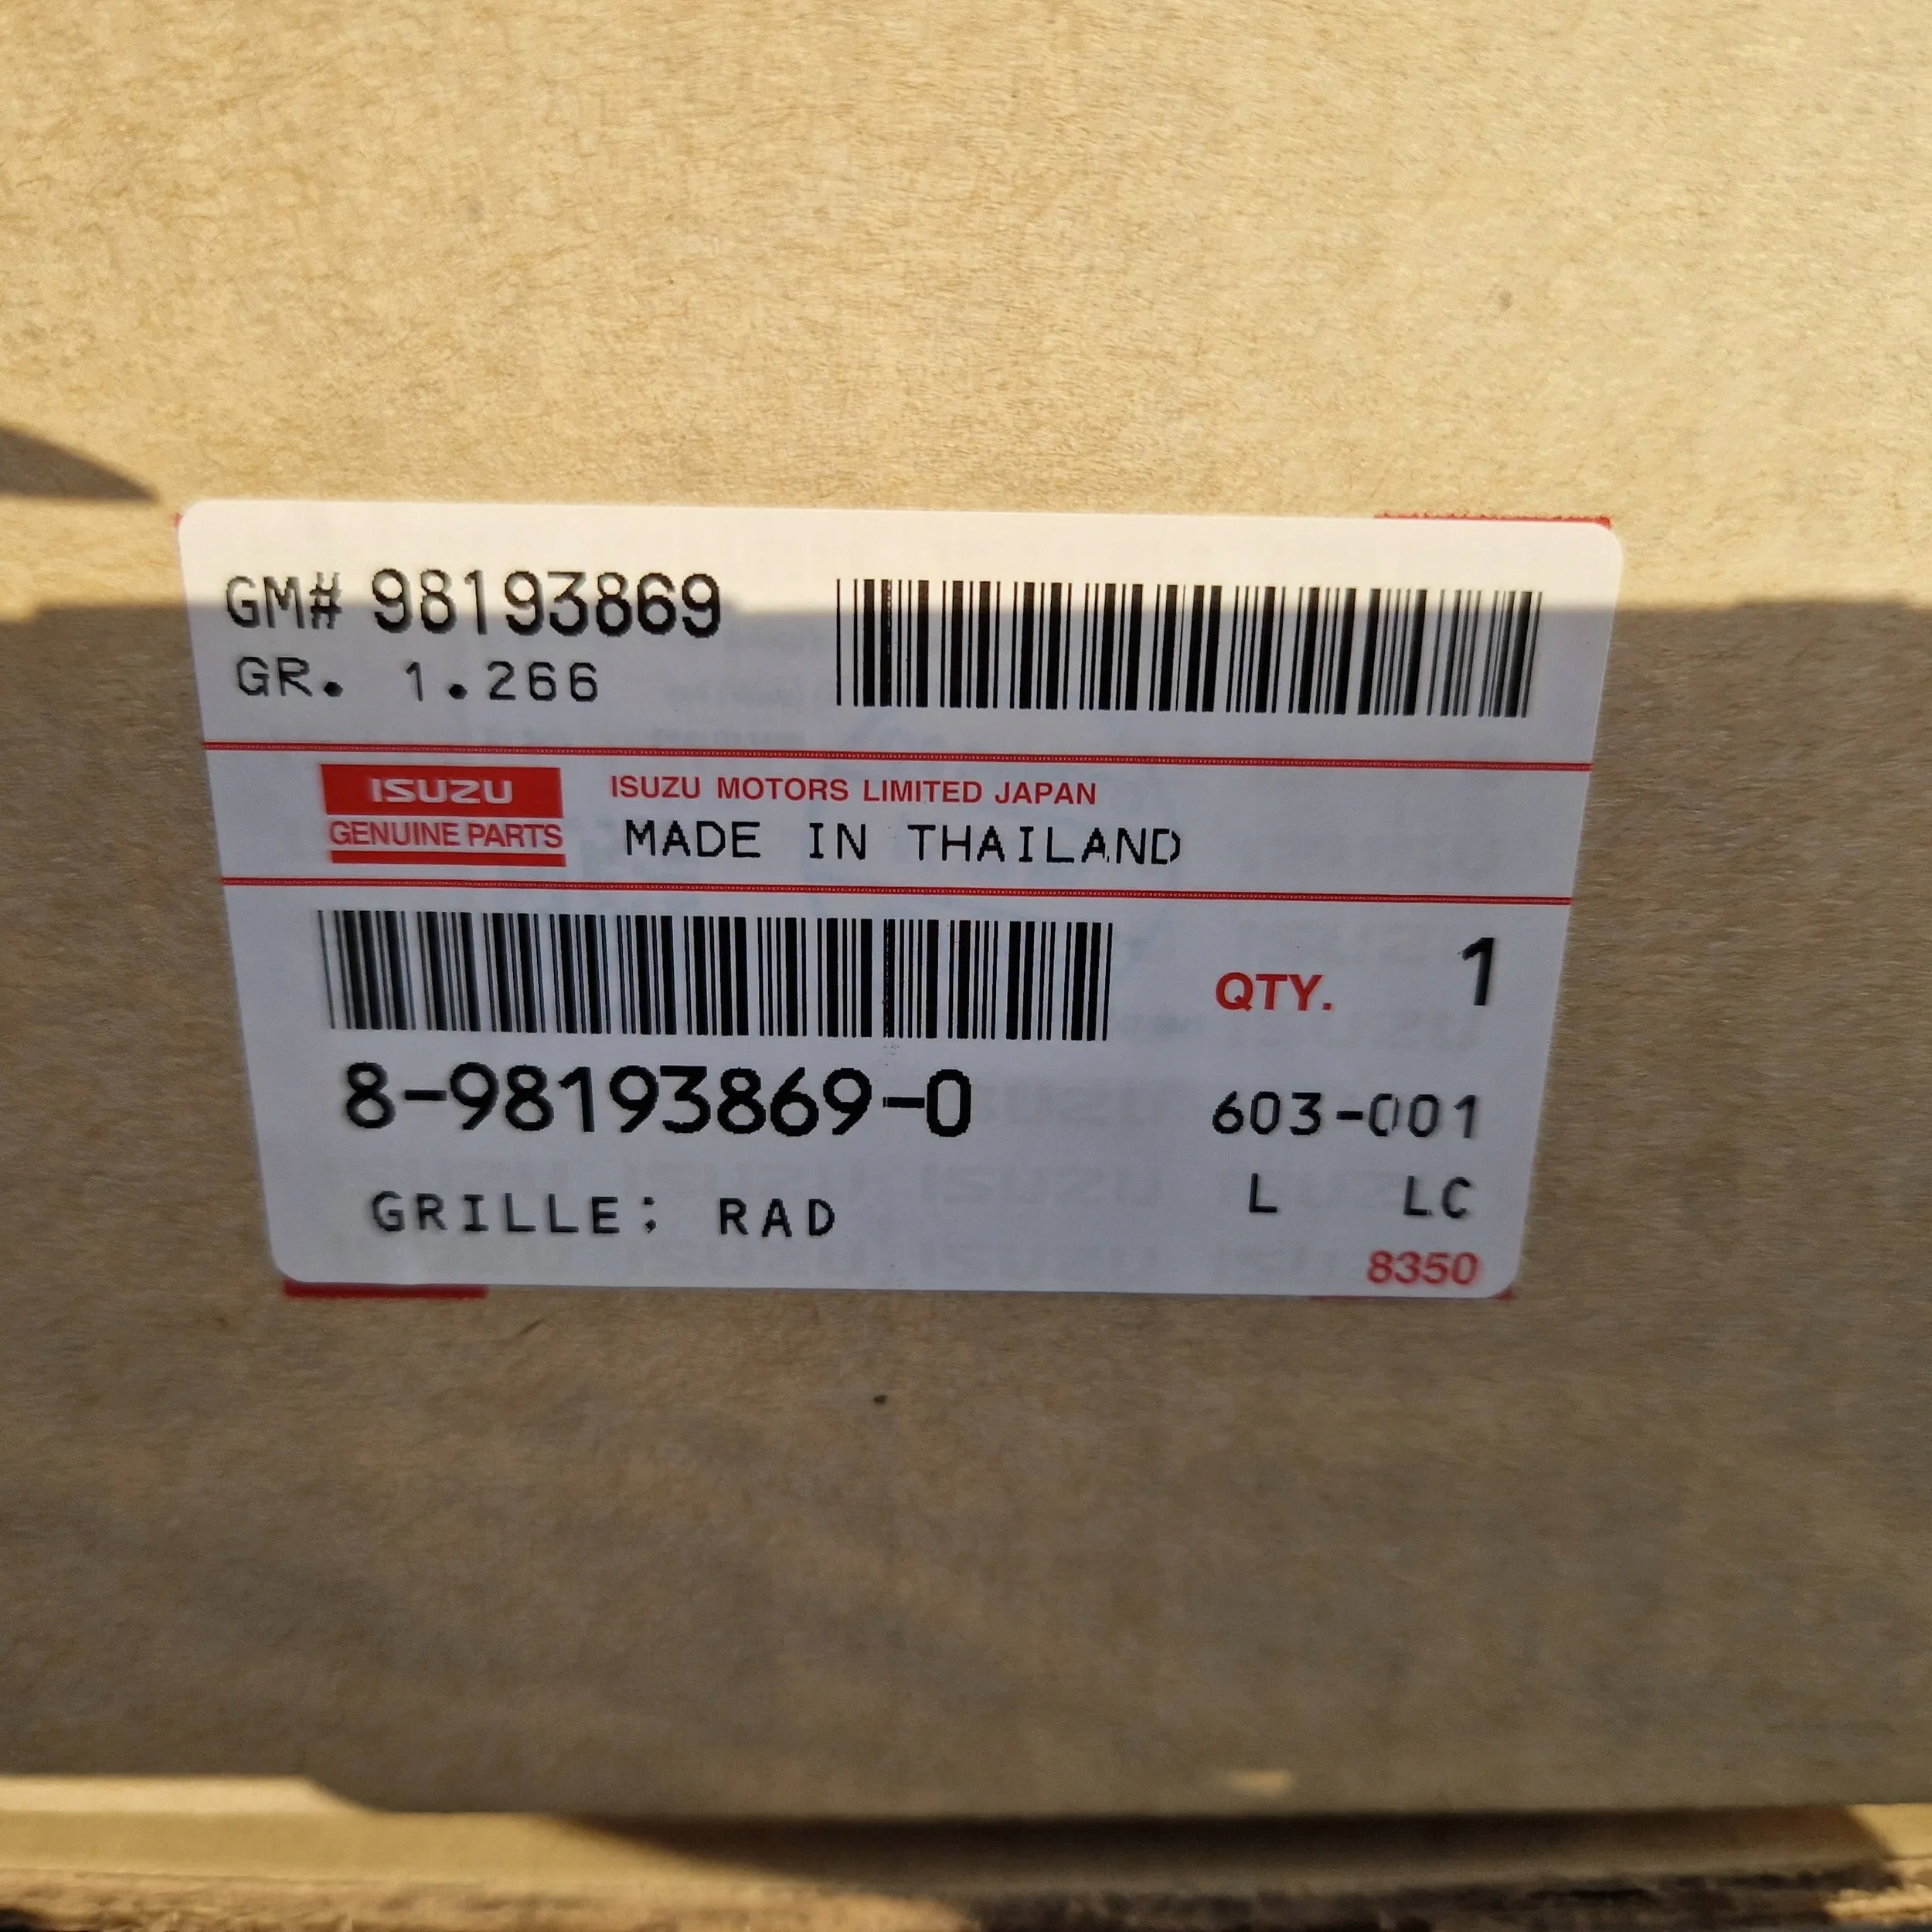 GM# 98193869
GR. 1.266
ISUZU
GENUINE PARTS
ISUZU MOTORS LIMITED JAPAN
MADE IN THAILAND
QTY. 1
8-98193869-0
603-001
GRILLE; RAD
L LC
8350